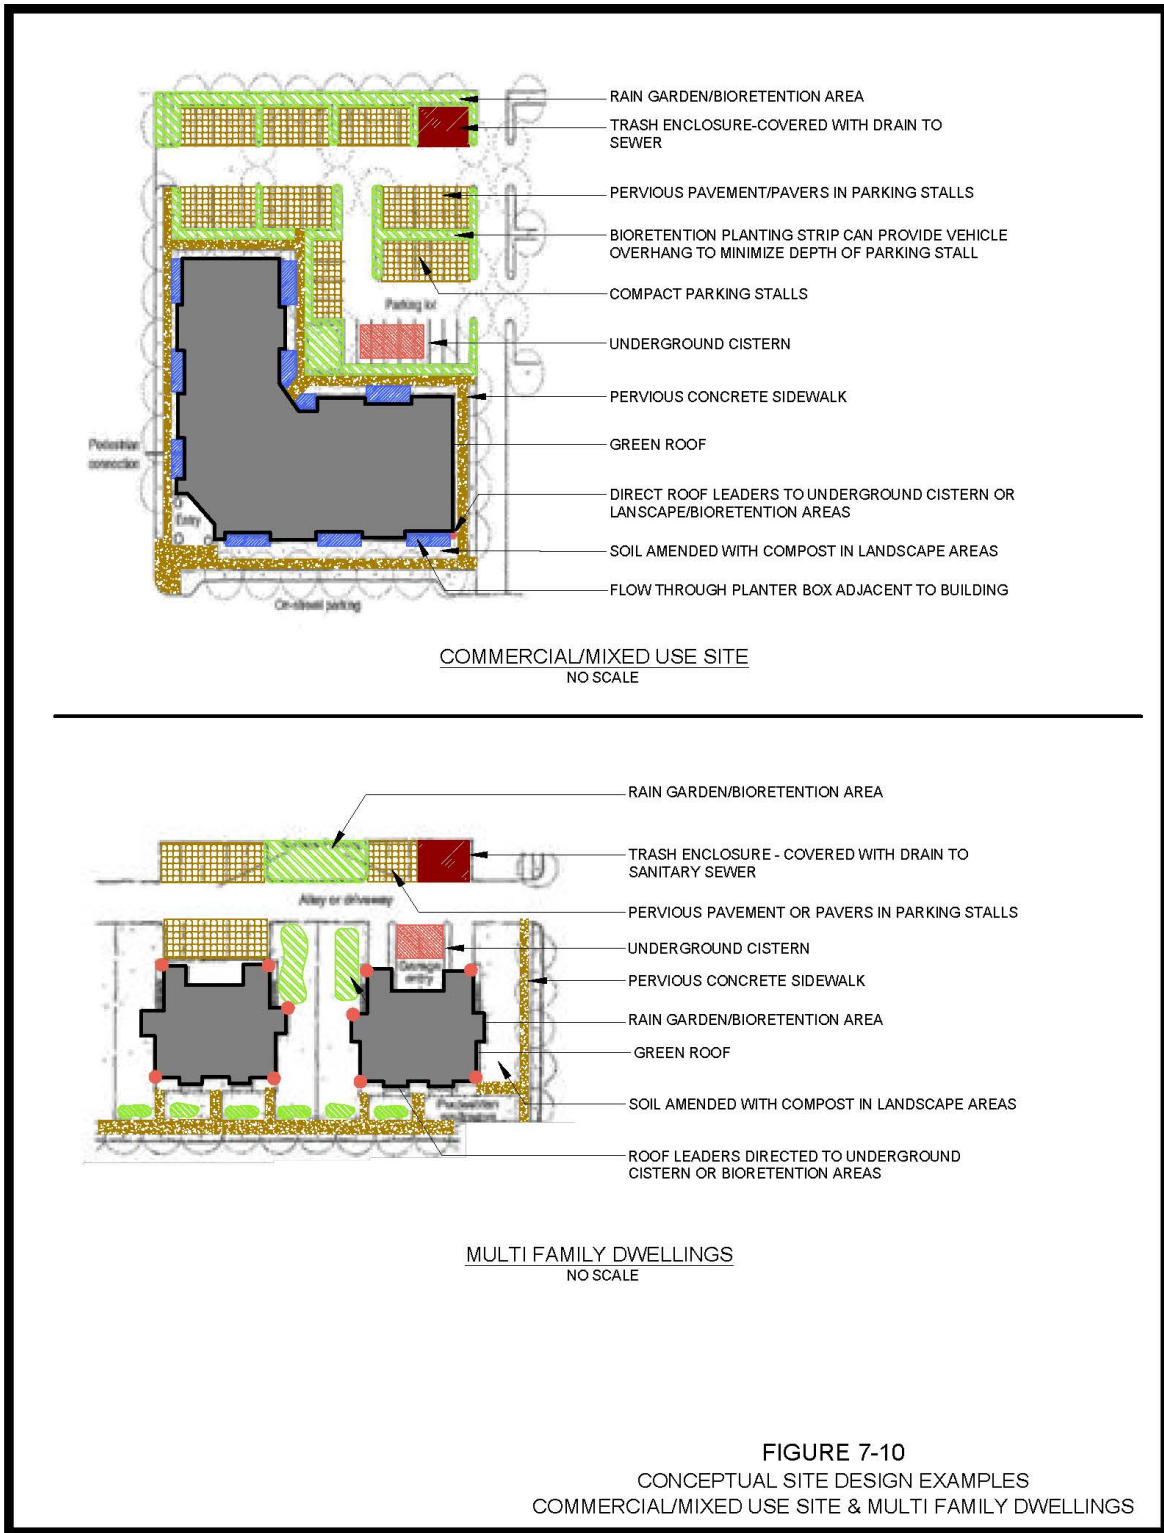 RAIN GARDEN/BIORETENTION AREA
TRASH ENCLOSURE-COVERED WITH DRAIN TO
SEWER
PERVIOUS PAVEMENT/PAVERS IN PARKING STALLS
BIORETENTION PLANTING STRIP CAN PROVIDE VEHICLE
OVERHANG TO MINIMIZE DEPTH OF PARKING STALL
COMPACT PARKING STALLS
Parking lot
UNDERGROUND CISTERN
PERVIOUS CONCRETE SIDEWALK
Pedestrian
connection
GREEN ROOF
DIRECT ROOF LEADERS TO UNDERGROUND CISTERN OR
LANSCAPE/BIORETENTION AREAS
Entry
SOIL AMENDED WITH COMPOST IN LANDSCAPE AREAS
FLOW THROUGH PLANTER BOX ADJACENT TO BUILDING
On-street parking
COMMERCIAL/MIXED USE SITE
NO SCALE
RAIN GARDEN/BIORETENTION AREA
TRASH ENCLOSURE - COVERED WITH DRAIN TO
SANITARY SEWER
Alley or driveway
PERVIOUS PAVEMENT OR PAVERS IN PARKING STALLS
UNDERGROUND CISTERN
Garage
entry
PERVIOUS CONCRETE SIDEWALK
RAIN GARDEN/BIORETENTION AREA
GREEN ROOF
SOIL AMENDED WITH COMPOST IN LANDSCAPE AREAS
ROOF LEADERS DIRECTED TO UNDERGROUND
CISTERN OR BIORETENTION AREAS
MULTI FAMILY DWELLINGS
NO SCALE
FIGURE 7-10
CONCEPTUAL SITE DESIGN EXAMPLES
COMMERCIAL/MIXED USE SITE & MULTI FAMILY DWELLINGS